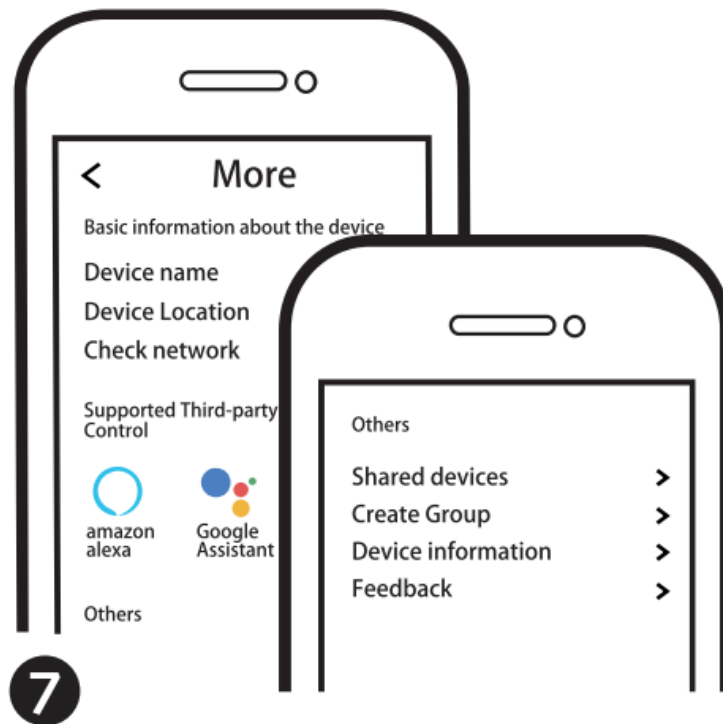 More
Basic information about the device
Device name
Device Location
Check network
Supported Third-party
Control
amazon
alexa
Google
Assistant
Others
Others
Shared devices
Create Group
Device information
Feedback
7